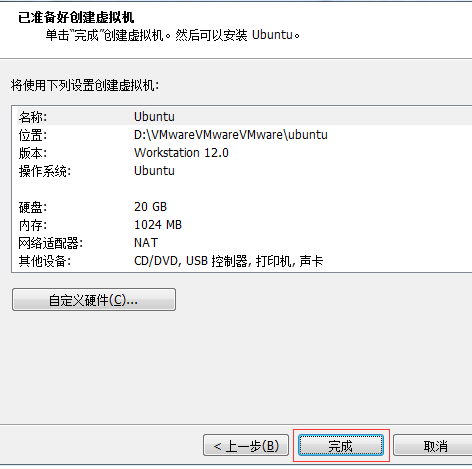 已准备好创建虚拟机
单击"完成"创建虚拟机。然后可以安装 Ubuntu。
将使用下列设置创建虚拟机:
名称: Ubuntu
位置: D:\VMwareVMwareVMware\ubuntu
版本: Workstation 12.0
操作系统: Ubuntu
硬盘: 20 GB
内存: 1024 MB
网络适配器: NAT
其他设备: CD/DVD, USB 控制器, 打印机, 声卡
自定义硬件(C)...
< 上一步(B) 完成 取消